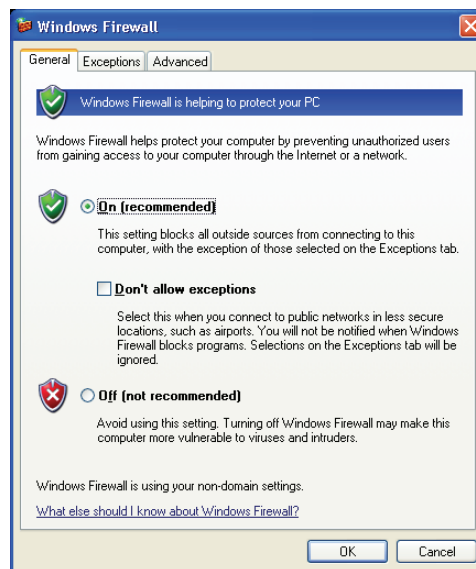 Windows Firewall
General Exceptions Advanced
Windows Firewall is helping to protect your PC
Windows Firewall helps protect your computer by preventing unauthorized users
from gaining access to your computer through the Internet or a network.
On (recommended)
This setting blocks all outside sources from connecting to this
computer, with the exception of those selected on the Exceptions tab.
Don't allow exceptions
Select this when you connect to public networks in less secure
locations, such as airports. You will not be notified when Windows
Firewall blocks programs. Selections on the Exceptions tab will be
ignored.
Off (not recommended)
Avoid using this setting. Turning off Windows Firewall may make this
computer more vulnerable to viruses and intruders.
Windows Firewall is using your non-domain settings.
What else should I know about Windows Firewall?
OK Cancel